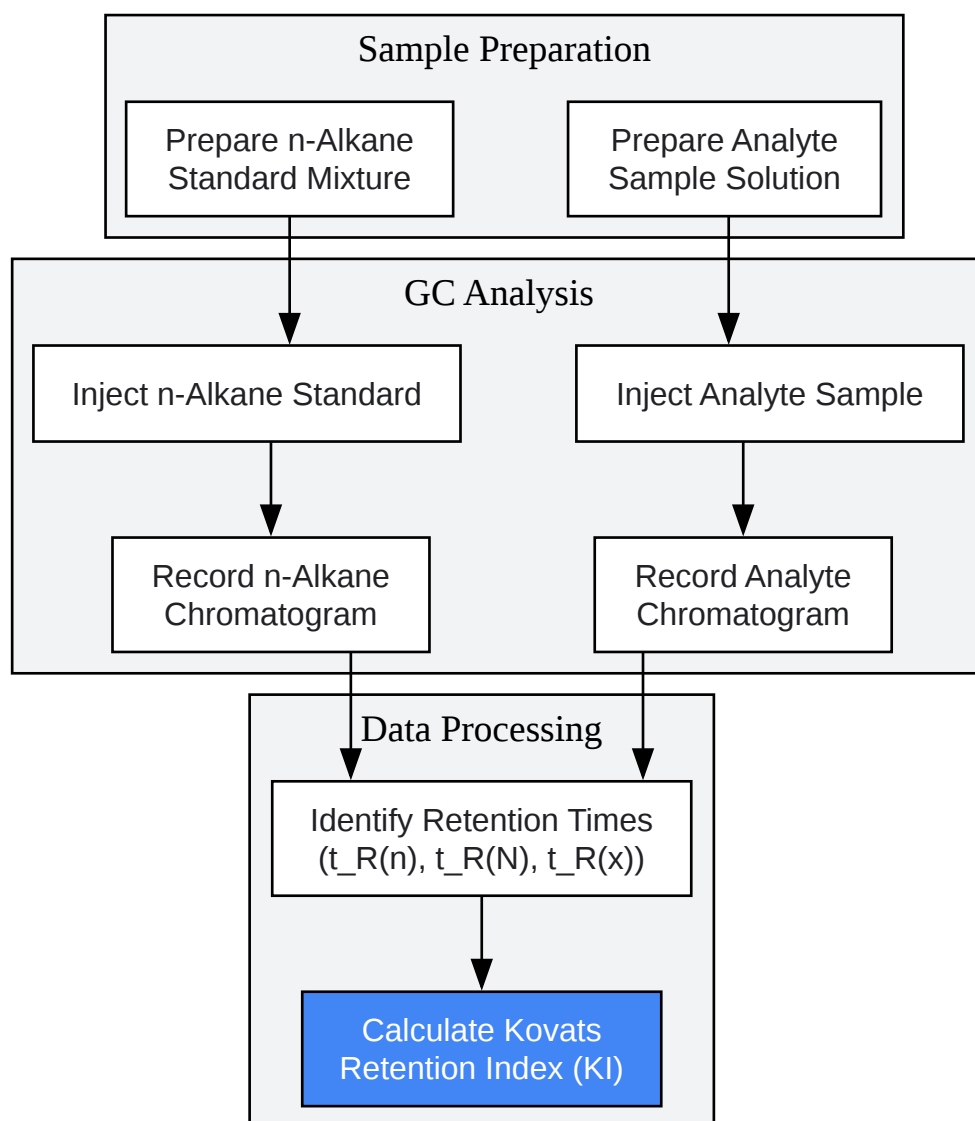 Sample Preparation
Prepare n-Alkane
Standard Mixture
Prepare Analyte
Sample Solution
GC Analysis
Inject n-Alkane Standard
Inject Analyte Sample
Record n-Alkane
Chromatogram
Record Analyte
Chromatogram
Data Processing
Identify Retention Times
(t_R(n), t_R(N), t_R(x))
Calculate Kovats
Retention Index (KI)